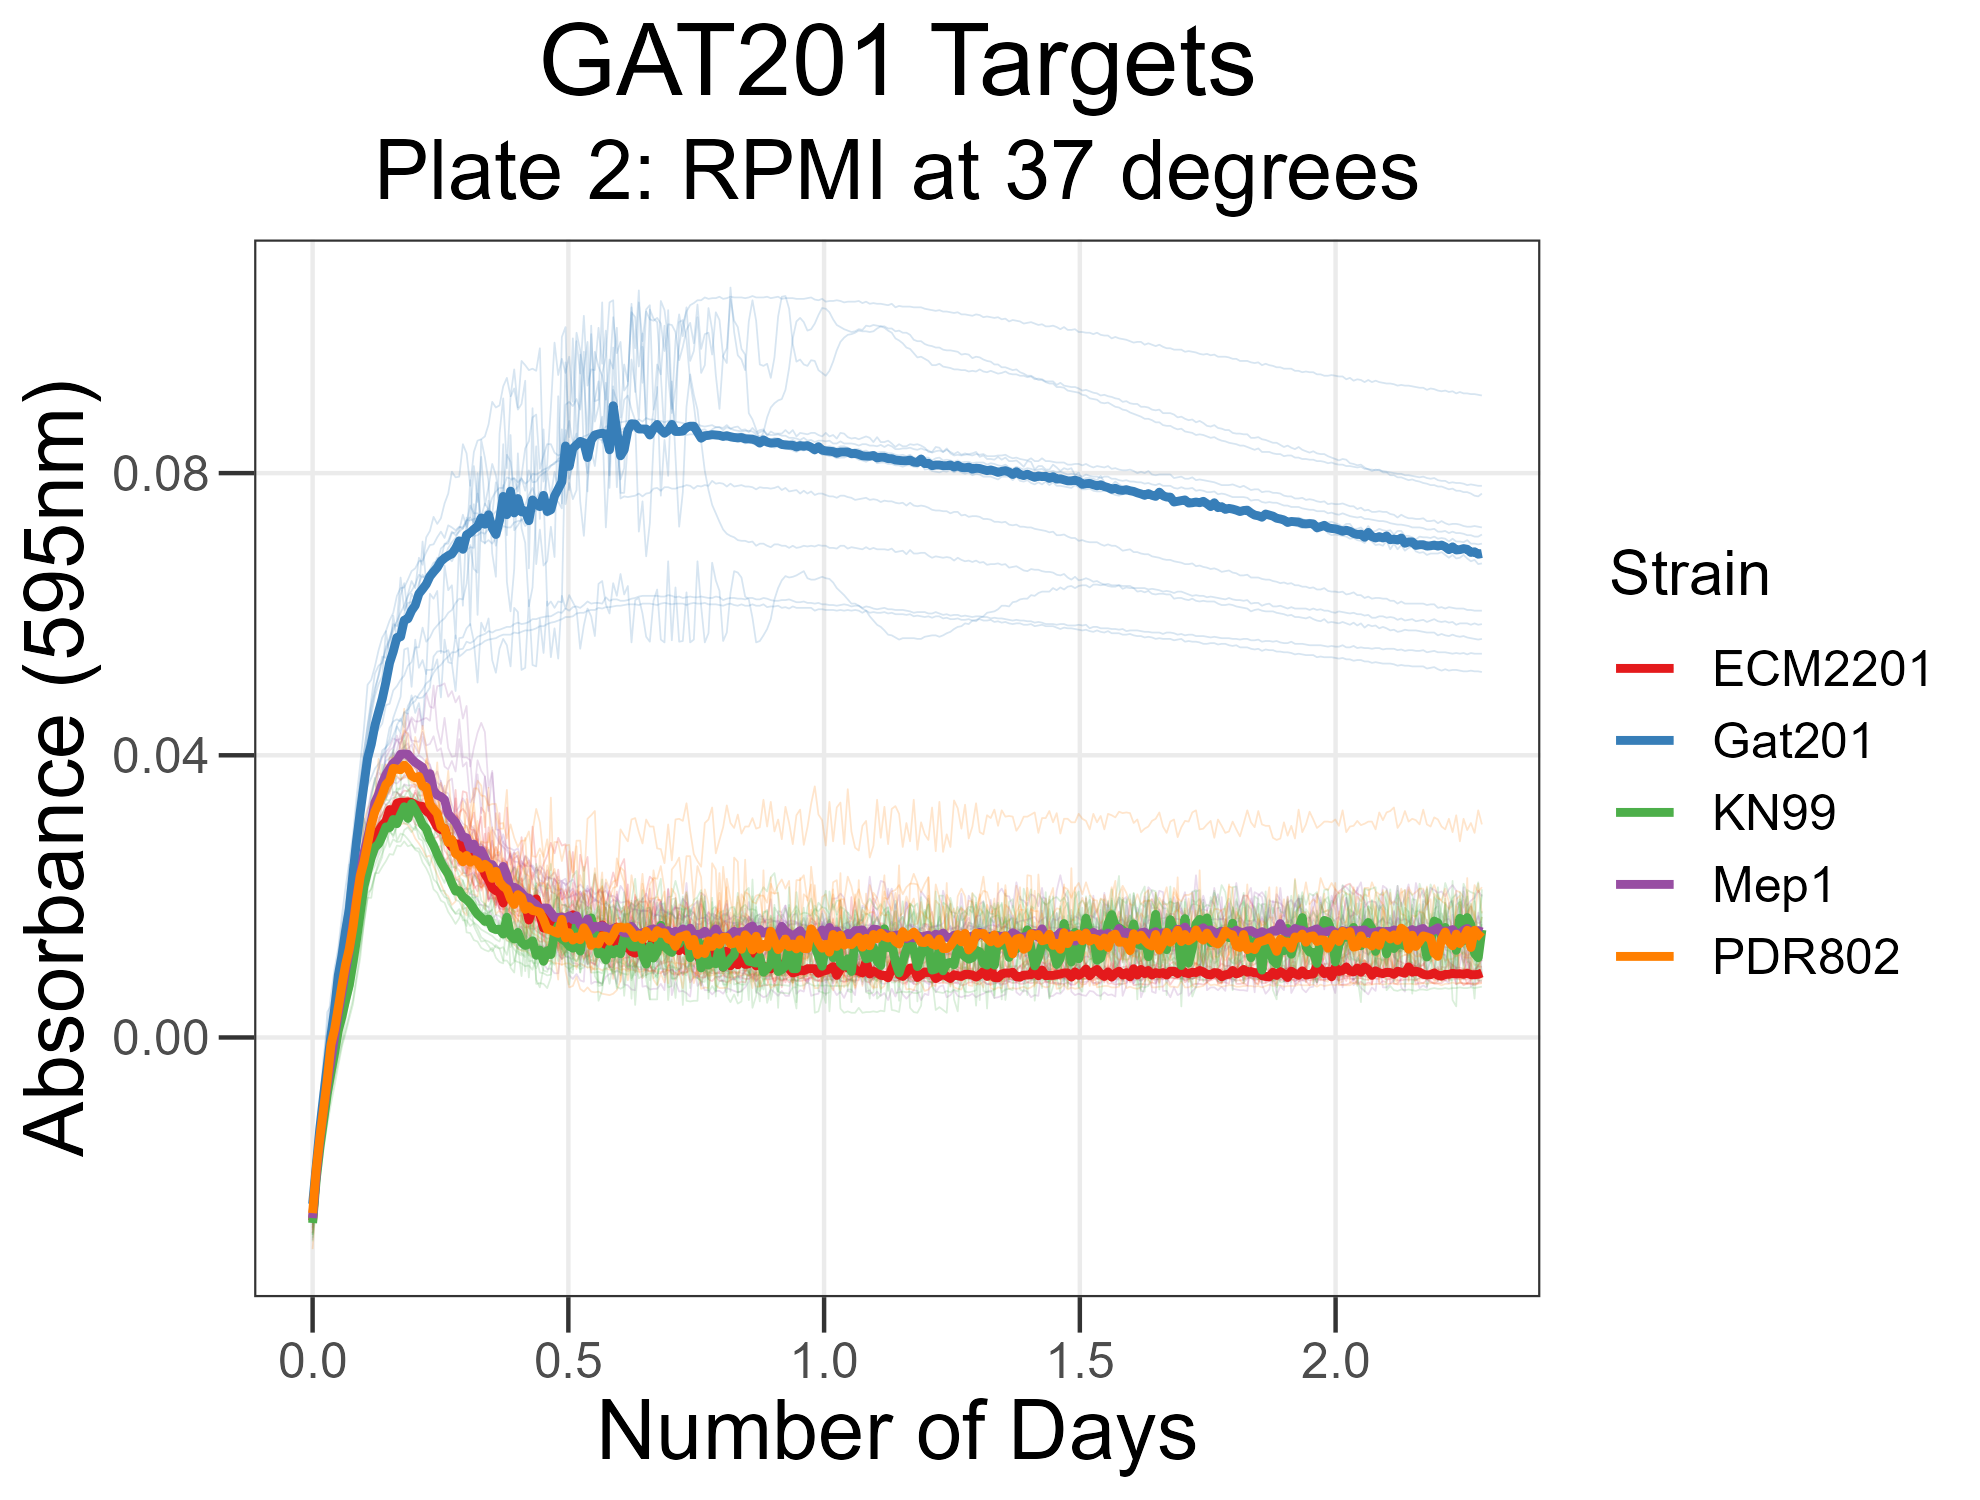 GAT201 Targets
Plate 2: RPMI at 37 degrees
Absorbance (595nm)
0.08
0.04
0.00
0.0 0.5 1.0 1.5 2.0
Number of Days
Strain
ECM2201
Gat201
KN99
Mep1
PDR802